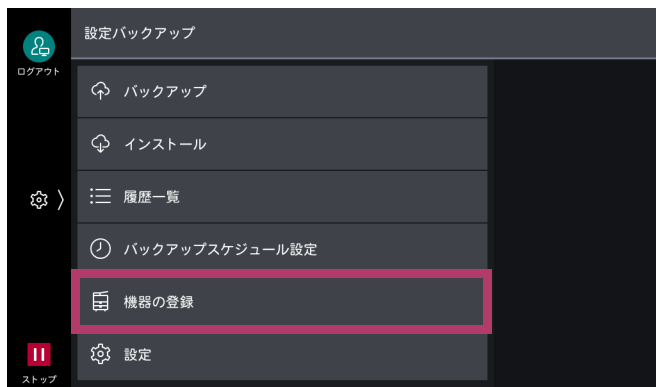 設定バックアップ
ログアウト
バックアップ
インストール
履歴一覧
バックアップスケジュール設定
機器の登録
設定
ストップ